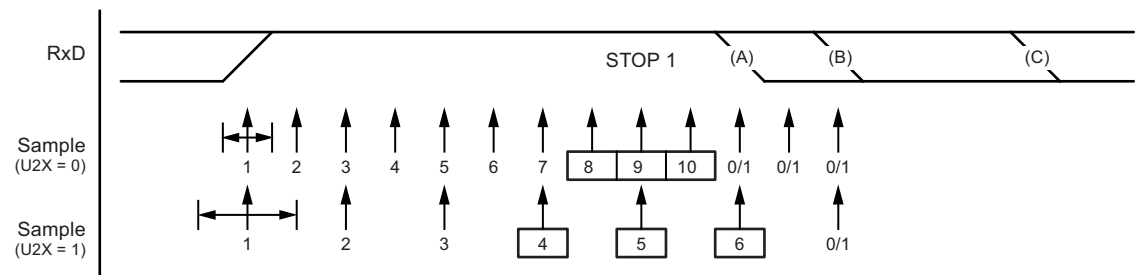 RxD STOP 1 (A) (B) (C)
Sample
(U2X = 0)
1 2 3 4 5 6 7 8 9 10 0/1 0/1 0/1
Sample
(U2X = 1)
1 2 3 4 5 6 0/1